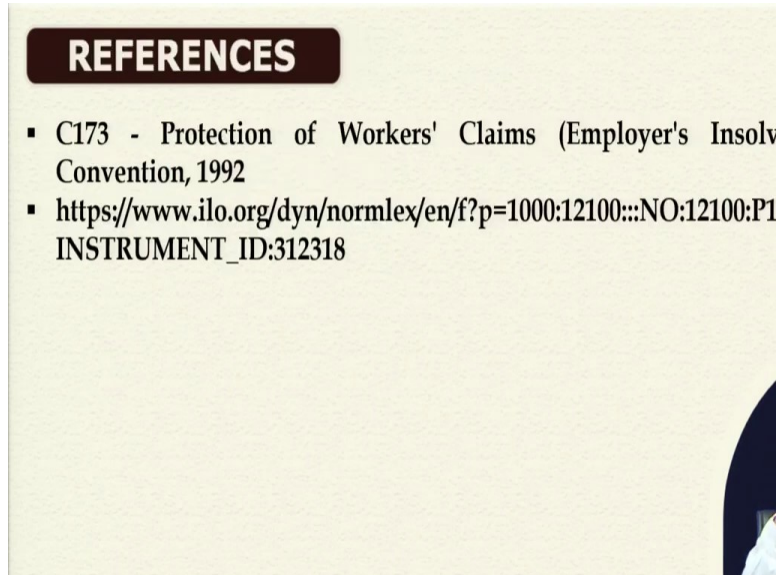 REFERENCES
▪ C173 - Protection of Workers' Claims (Employer's Insolv
Convention, 1992
▪ https://www.ilo.org/dyn/normlex/en/f?p=1000:12100:::NO:12100:P1
INSTRUMENT_ID:312318